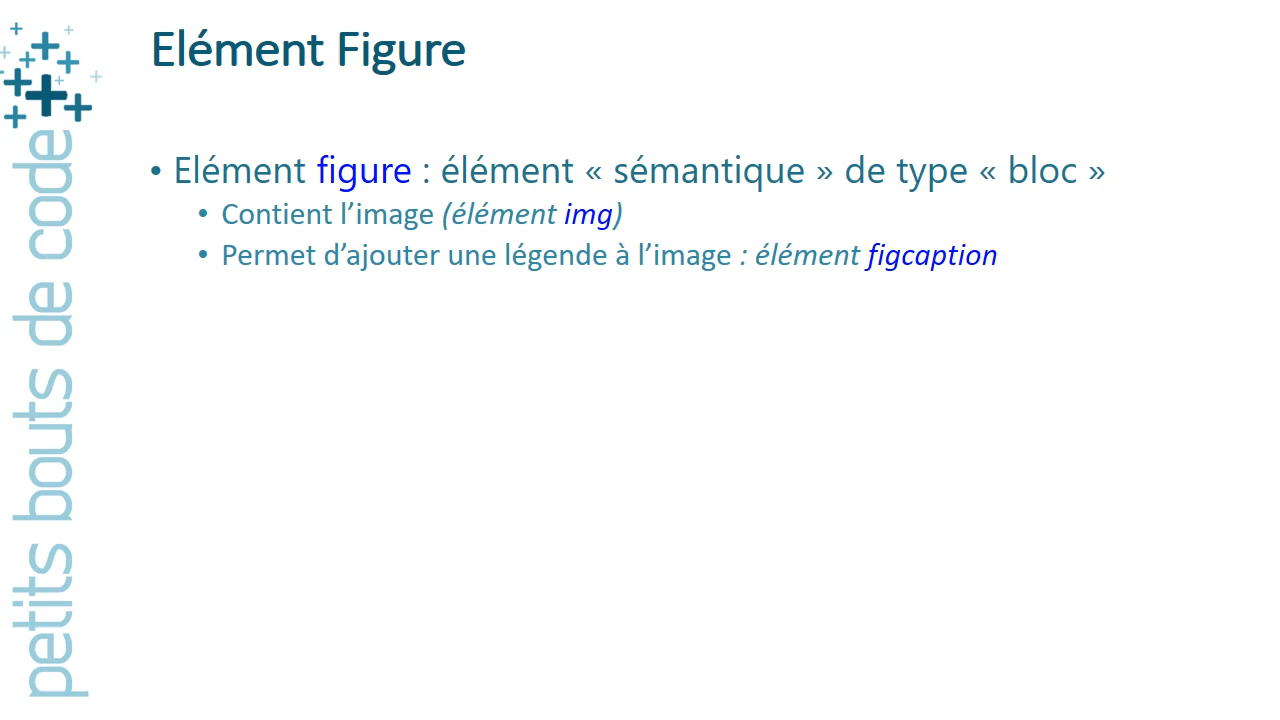 Elément Figure
• Elément figure : élément « sémantique » de type « bloc »
• Contient l’image (élément img)
• Permet d’ajouter une légende à l’image : élément figcaption
petits bouts de code